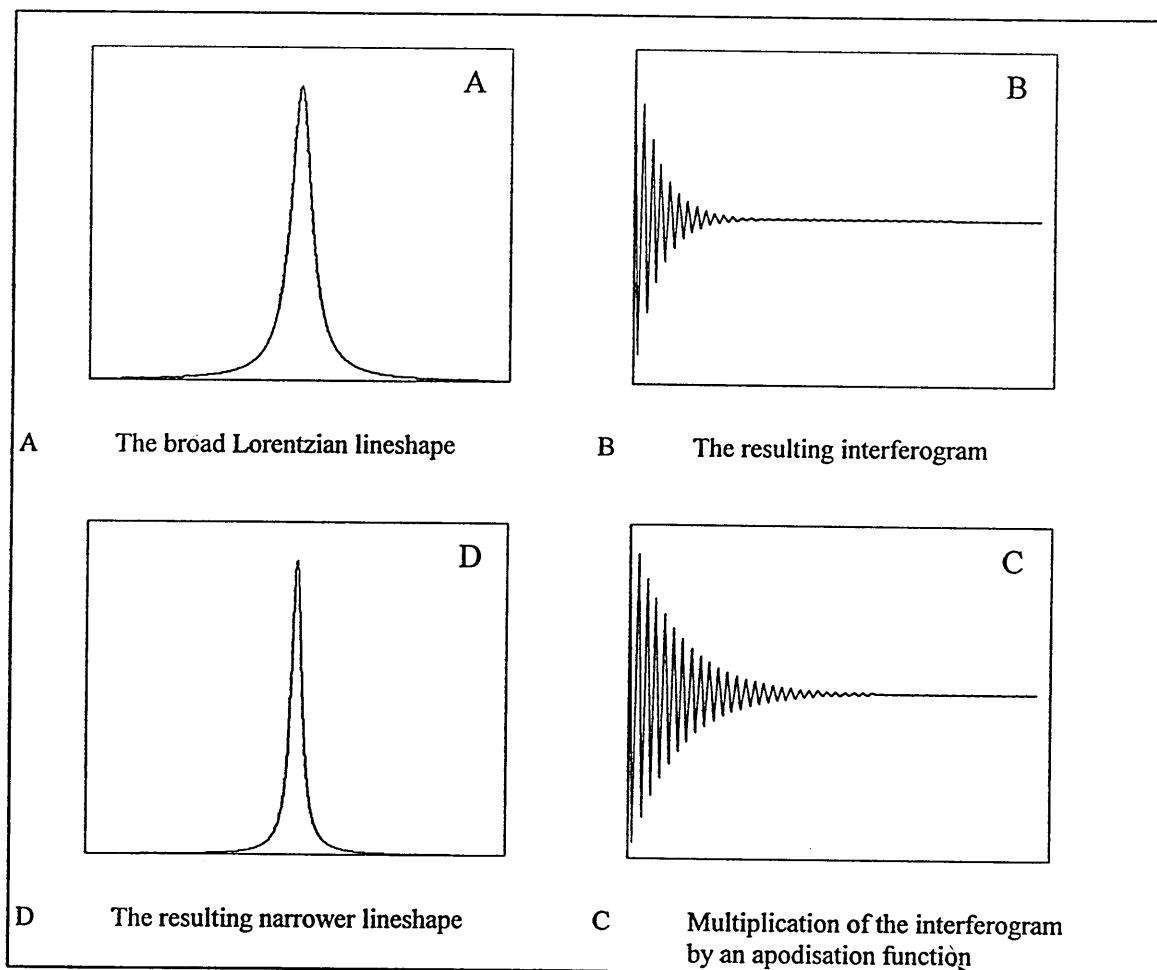 A
B
A The broad Lorentzian lineshape
B The resulting interferogram
D
C
D The resulting narrower lineshape
C Multiplication of the interferogram
by an apodisation function